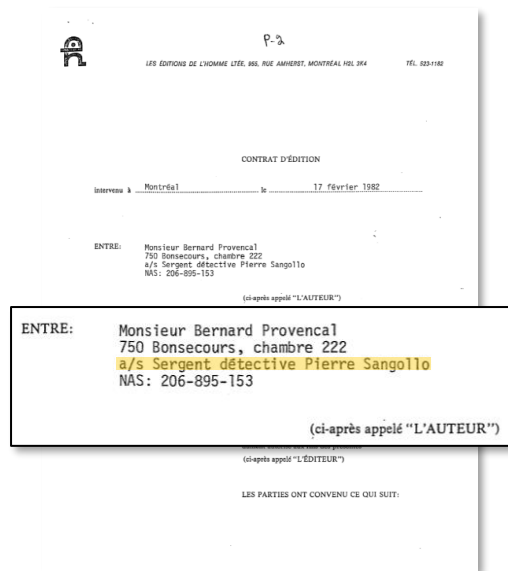 P-2
LES ÉDITIONS DE L'HOMME LTÉE, 955, RUE AMHERST, MONTRÉAL H2L 3K4 TÉL. 523-1182
CONTRAT D'ÉDITION
intervenu à Montréal le 17 février 1982
ENTRE: Monsieur Bernard Provencal
750 Bonsecours, chambre 222
a/s Sergent détective Pierre Sangollo
NAS: 206-895-153
(ci-après appelé "L'AUTEUR")
ENTRE: Monsieur Bernard Provencal
750 Bonsecours, chambre 222
a/s Sergent détective Pierre Sangollo
NAS: 206-895-153
(ci-après appelé "L'AUTEUR")
(ci-après appelé "L'ÉDITEUR")
LES PARTIES ONT CONVENU CE QUI SUIT: